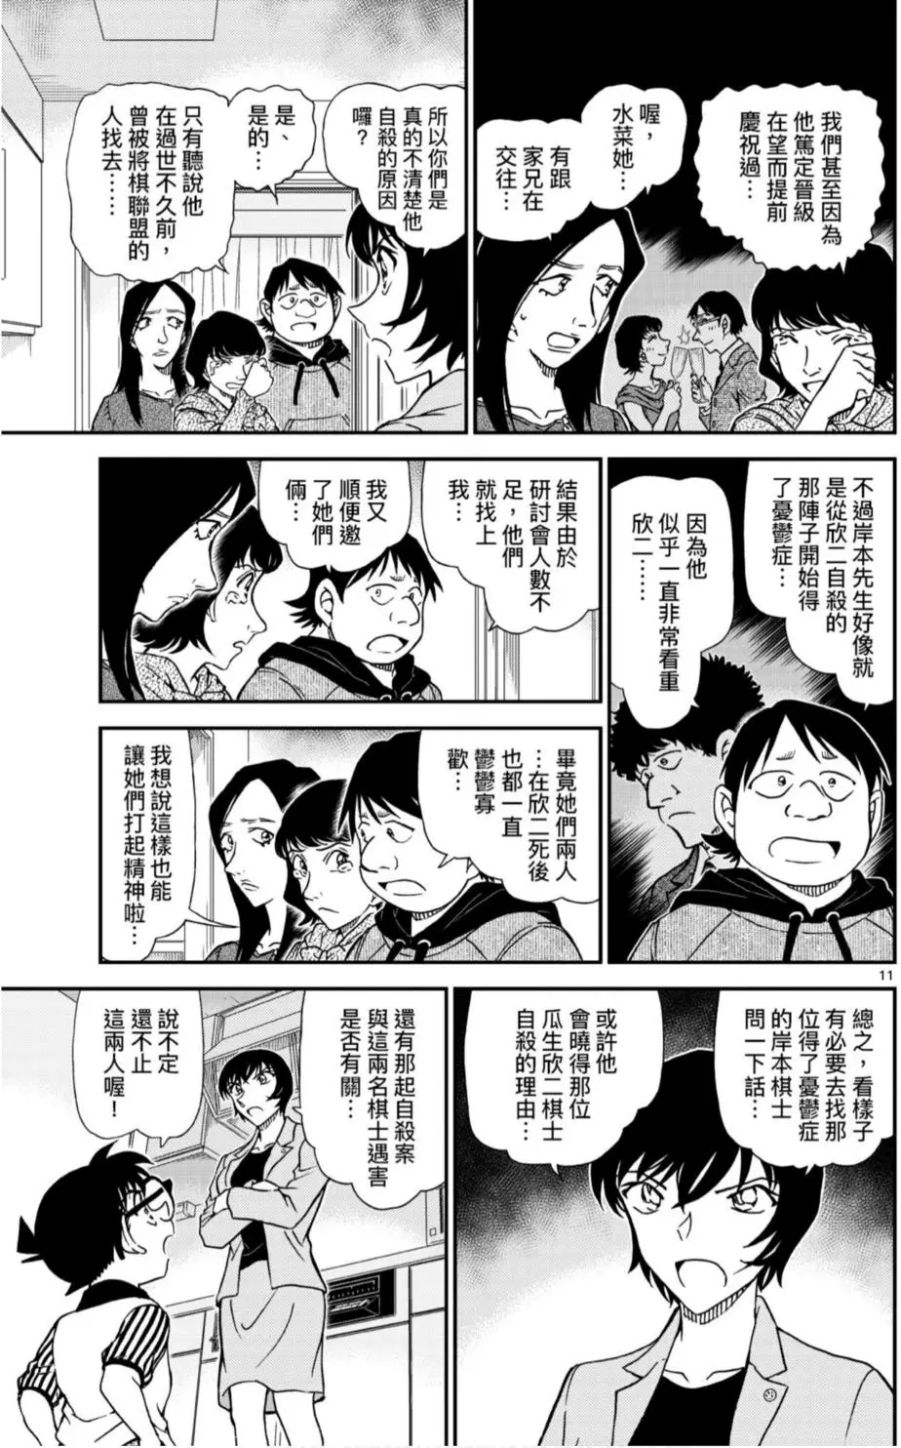 我們甚至因為
他篤定晉級
在望而提前
慶祝過…
喔,
水菜她…
有跟
家兄在
交往…
所以你們是
真的不清楚他
自殺的原因
囉?
是、
是的…
只有聽說他
在過世不久前,
曾被將棋聯盟的
人找去……
不過岸本先生好像就
是從欣二自殺的
那陣子開始得
了憂鬱症…
因為他
似乎一直非常看重
欣二……
結果由於
研討會人數不
足,他們
就找上
我…
我又
順便邀
了她們
倆…
畢竟她們兩人
…在欣二死後
也都一直
鬱鬱寡
歡…
我想說這樣也能
讓她們打起精神啦…
11
總之,看樣子
有必要去找那
位得了憂鬱症
的岸本棋士
問一下話…
或許他
會曉得那位
瓜生欣二棋士
自殺的理由…
還有那起自殺案
與這兩名棋士遇害
是否有關…
說不定
還不止
這兩人喔!